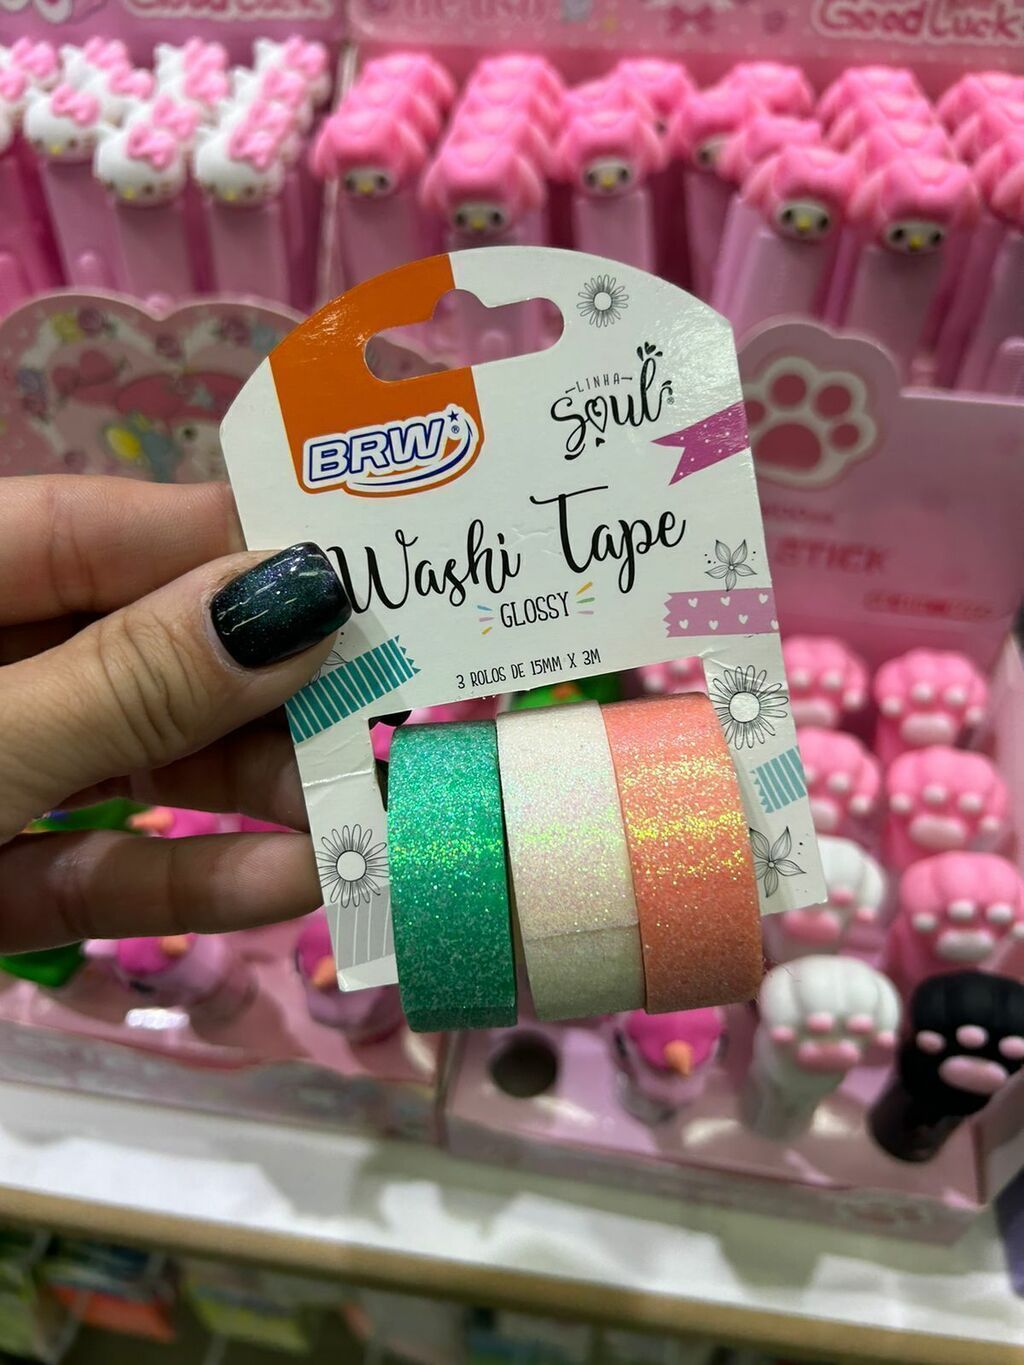 Good Luck
BRW®
LINHA
Soul®
Washi Tape
GLOSSY
3 ROLOS DE 15MM X 3M